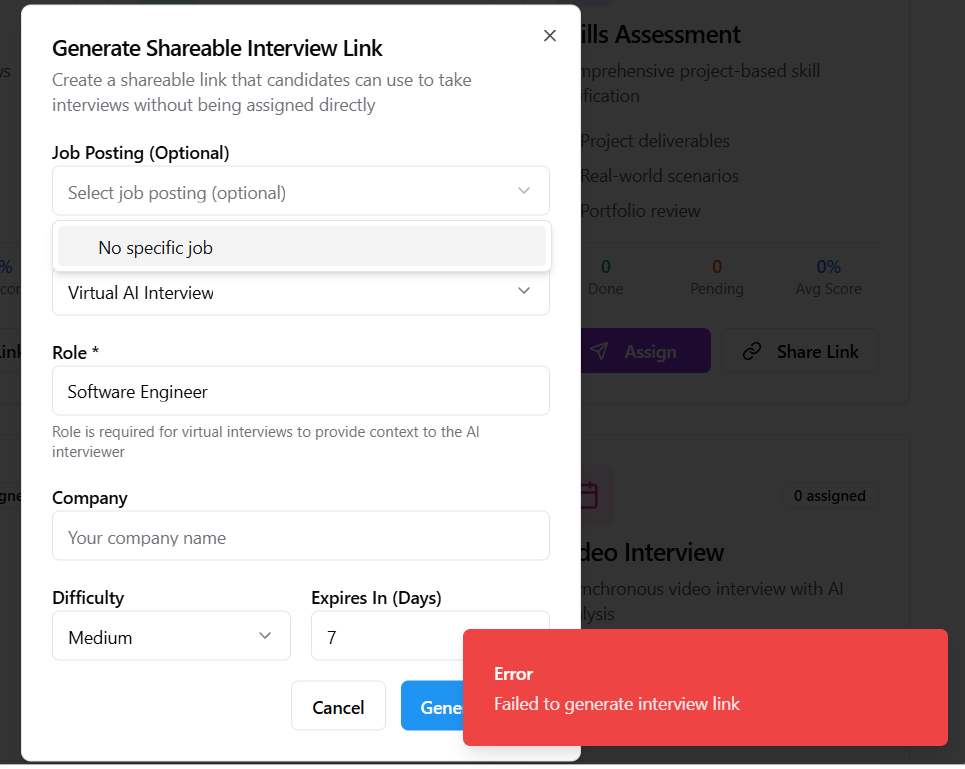 Generate Shareable Interview Link
Create a shareable link that candidates can use to take
interviews without being assigned directly
Job Posting (Optional)
Select job posting (optional)
No specific job
Virtual AI Interview
Role *
Software Engineer
Role is required for virtual interviews to provide context to the AI
interviewer
Company
Your company name
Difficulty
Expires In (Days)
Medium
7
Cancel
Gene
Error
Failed to generate interview link
ills Assessment
mprehensive project-based skill
ification
Project deliverables
Real-world scenarios
Portfolio review
0
0
0%
Done
Pending
Avg Score
Assign
Share Link
0 assigned
deo Interview
nchronous video interview with AI
lysis